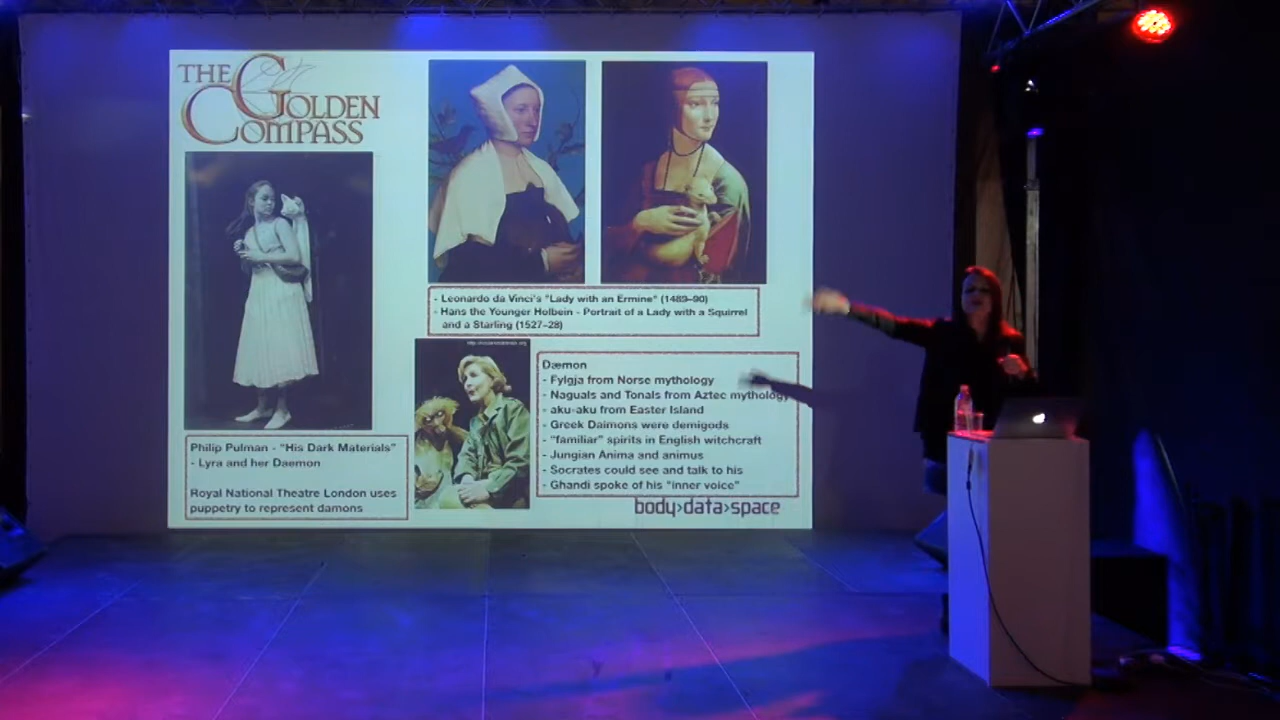 THE GOLDEN
COMPASS
- Leonardo da Vinci's "Lady with an Ermine" (1489–90)
- Hans the Younger Holbein - Portrait of a Lady with a Squirrel
and a Starling (1527–28)
Philip Pulman - "His Dark Materials"
- Lyra and her Daemon
Royal National Theatre London uses
puppetry to represent damons
Dæmon
- Fylgja from Norse mythology
- Naguals and Tonals from Aztec mythology
- aku-aku from Easter Island
- Greek Daimons were demigods
- "familiar" spirits in English witchcraft
- Jungian Anima and animus
- Socrates could see and talk to his
- Ghandi spoke of his "inner voice"
body>data>space